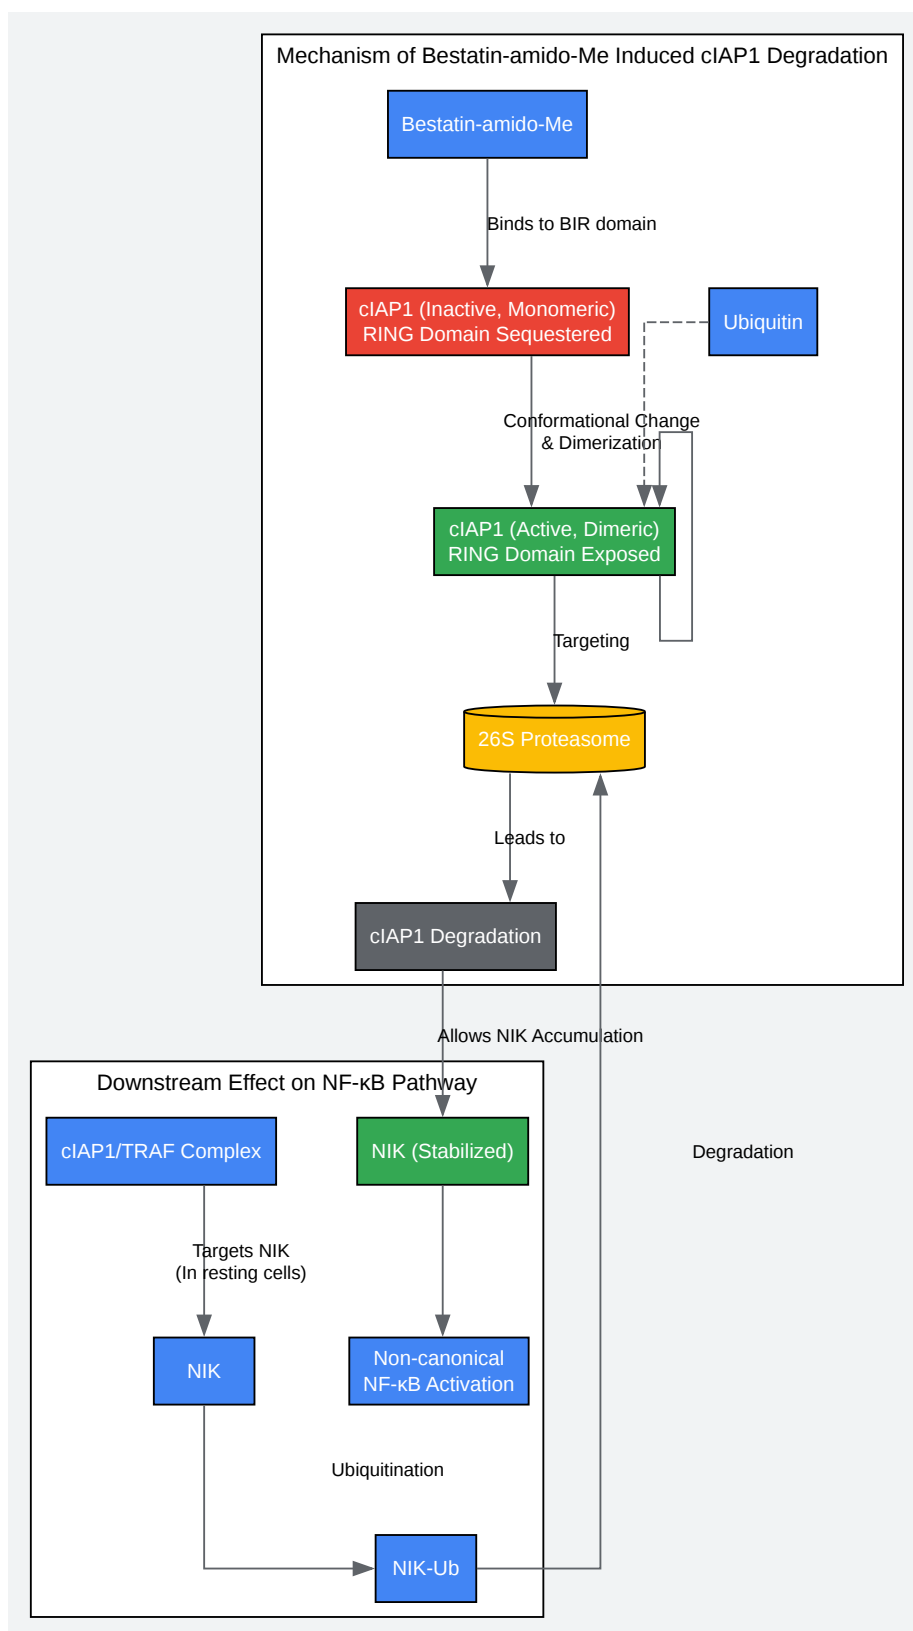 Mechanism of Bestatin-amido-Me Induced cIAP1 Degradation
Bestatin-amido-Me
Binds to BIR domain
cIAP1 (Inactive, Monomeric)
RING Domain Sequestered
Ubiquitin
Conformational Change
& Dimerization
cIAP1 (Active, Dimeric)
RING Domain Exposed
Targeting
26S Proteasome
Leads to
cIAP1 Degradation
Allows NIK Accumulation
Downstream Effect on NF-κB Pathway
cIAP1/TRAF Complex
NIK (Stabilized)
Degradation
Targets NIK
(In resting cells)
NIK
Non-canonical
NF-κB Activation
Ubiquitination
NIK-Ub